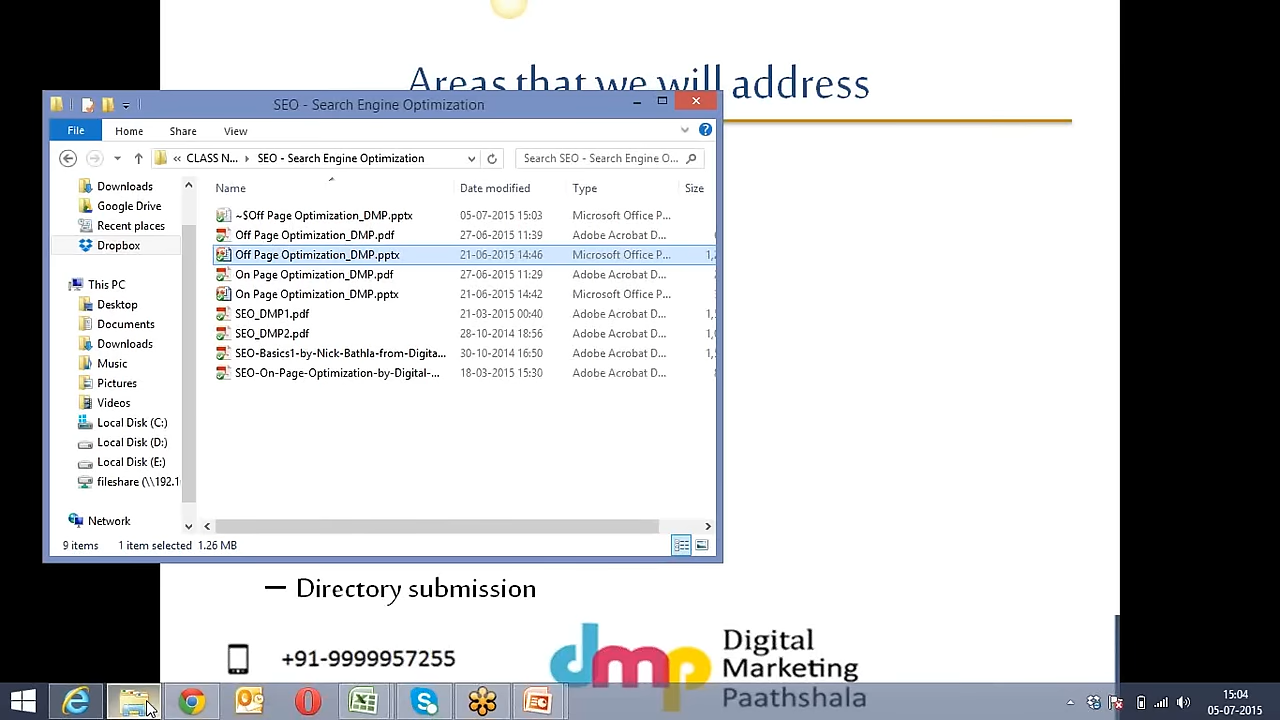 Areas that we will address
SEO - Search Engine Optimization
File Home Share View
« CLASS N... SEO - Search Engine Optimization
Search SEO - Search Engine O...
Name Date modified Type Size
~$Off Page Optimization_DMP.pptx 05-07-2015 15:03 Microsoft Office P...
Off Page Optimization_DMP.pdf 27-06-2015 11:39 Adobe Acrobat D...
Off Page Optimization_DMP.pptx 21-06-2015 14:46 Microsoft Office P... 1,
On Page Optimization_DMP.pdf 27-06-2015 11:29 Adobe Acrobat D...
On Page Optimization_DMP.pptx 21-06-2015 14:42 Microsoft Office P...
SEO_DMP1.pdf 21-03-2015 00:40 Adobe Acrobat D... 1,
SEO_DMP2.pdf 28-10-2014 18:56 Adobe Acrobat D... 1,
SEO-Basics1-by-Nick-Bathla-from-Digita... 30-10-2014 16:50 Adobe Acrobat D... 1,
SEO-On-Page-Optimization-by-Digital-... 18-03-2015 15:30 Adobe Acrobat D...
Downloads
Google Drive
Recent places
Dropbox
This PC
Desktop
Documents
Downloads
Music
Pictures
Videos
Local Disk (C:)
Local Disk (D:)
Local Disk (E:)
fileshare (\\192.1
Network
9 items 1 item selected 1.26 MB
— Directory submission
+91-9999957255
dmp
Digital
Marketing
Paathshala
15:04
05-07-2015